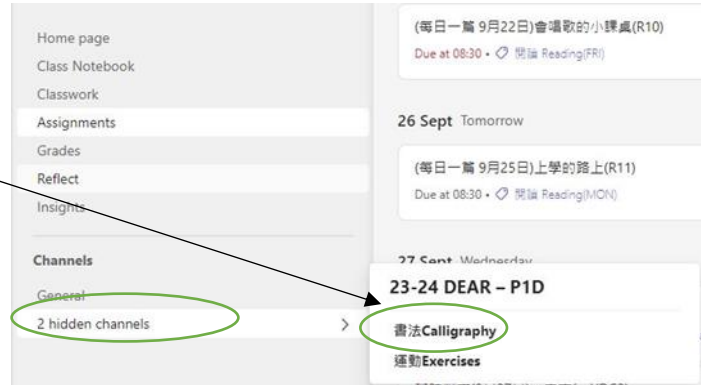 Home page
Class Notebook
Classwork
Assignments
Grades
Reflect
Insights
Channels
General
2 hidden channels
(每日一篇 9月22日)會唱歌的小課桌(R10)
Due at 08:30 • 閱讀 Reading(FRI)
26 Sept Tomorrow
(每日一篇 9月25日)上學的路上(R11)
Due at 08:30 • 閱讀 Reading(MON)
27 Sept Wednesday
23-24 DEAR – P1D
書法Calligraphy
運動Exercises